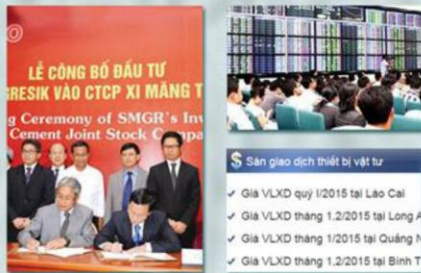 LỄ CÔNG BỐ ĐẦU TƯ
GRESIK VÀO CTCP XI MĂNG T
g Ceremony of SMGR's Inv
Cement Joint Stock Compa
$ Sàn giao dịch thiết bị vật tư
Giá VLXD quý I/2015 tại Lào Cai
Giá VLXD tháng 1,2/2015 tại Long A
Giá VLXD tháng 1/2015 tại Quảng N
Giá VLXD tháng 1,2/2015 tại Bình T